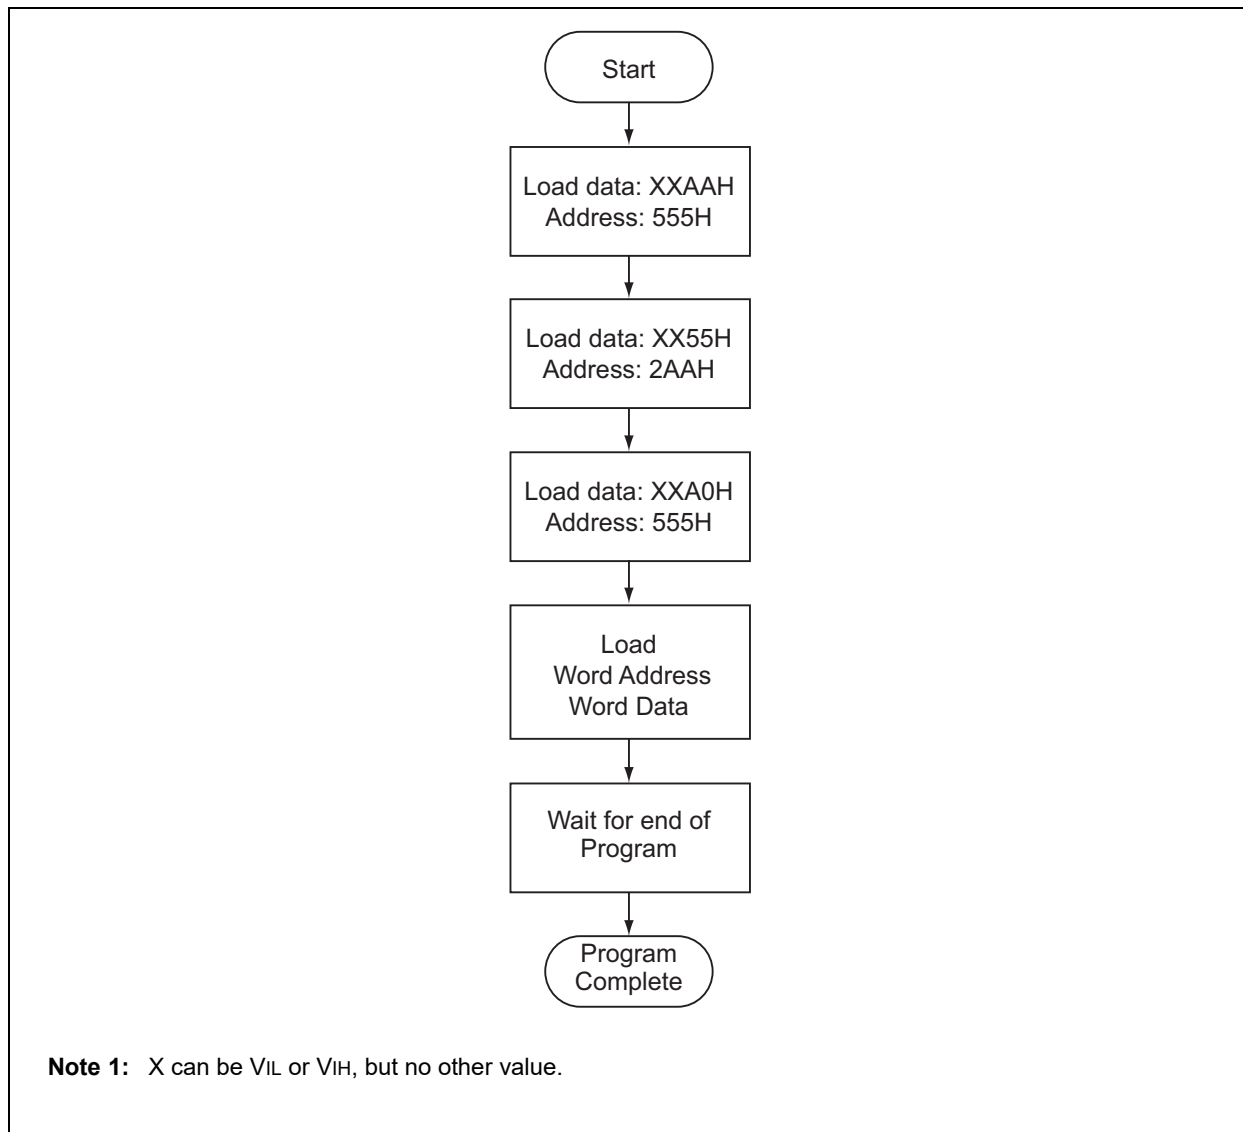 Start
Load data: XXAAH
Address: 555H
Load data: XX55H
Address: 2AAH
Load data: XXA0H
Address: 555H
Load
Word Address
Word Data
Wait for end of
Program
Program
Complete
Note 1: X can be VIL or VIH, but no other value.